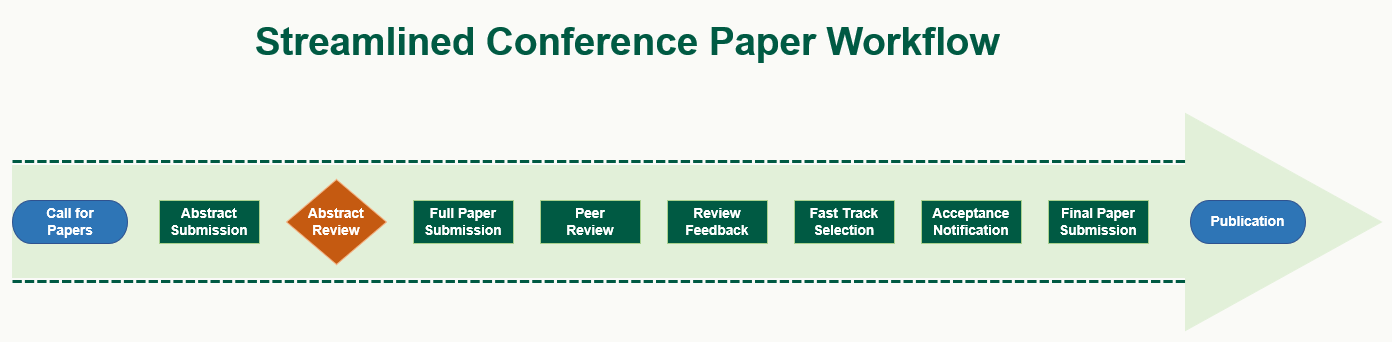 Streamlined Conference Paper Workflow
Call for
Papers
Abstract
Submission
Abstract
Review
Full Paper
Submission
Peer
Review
Review
Feedback
Fast Track
Selection
Acceptance
Notification
Final Paper
Submission
Publication